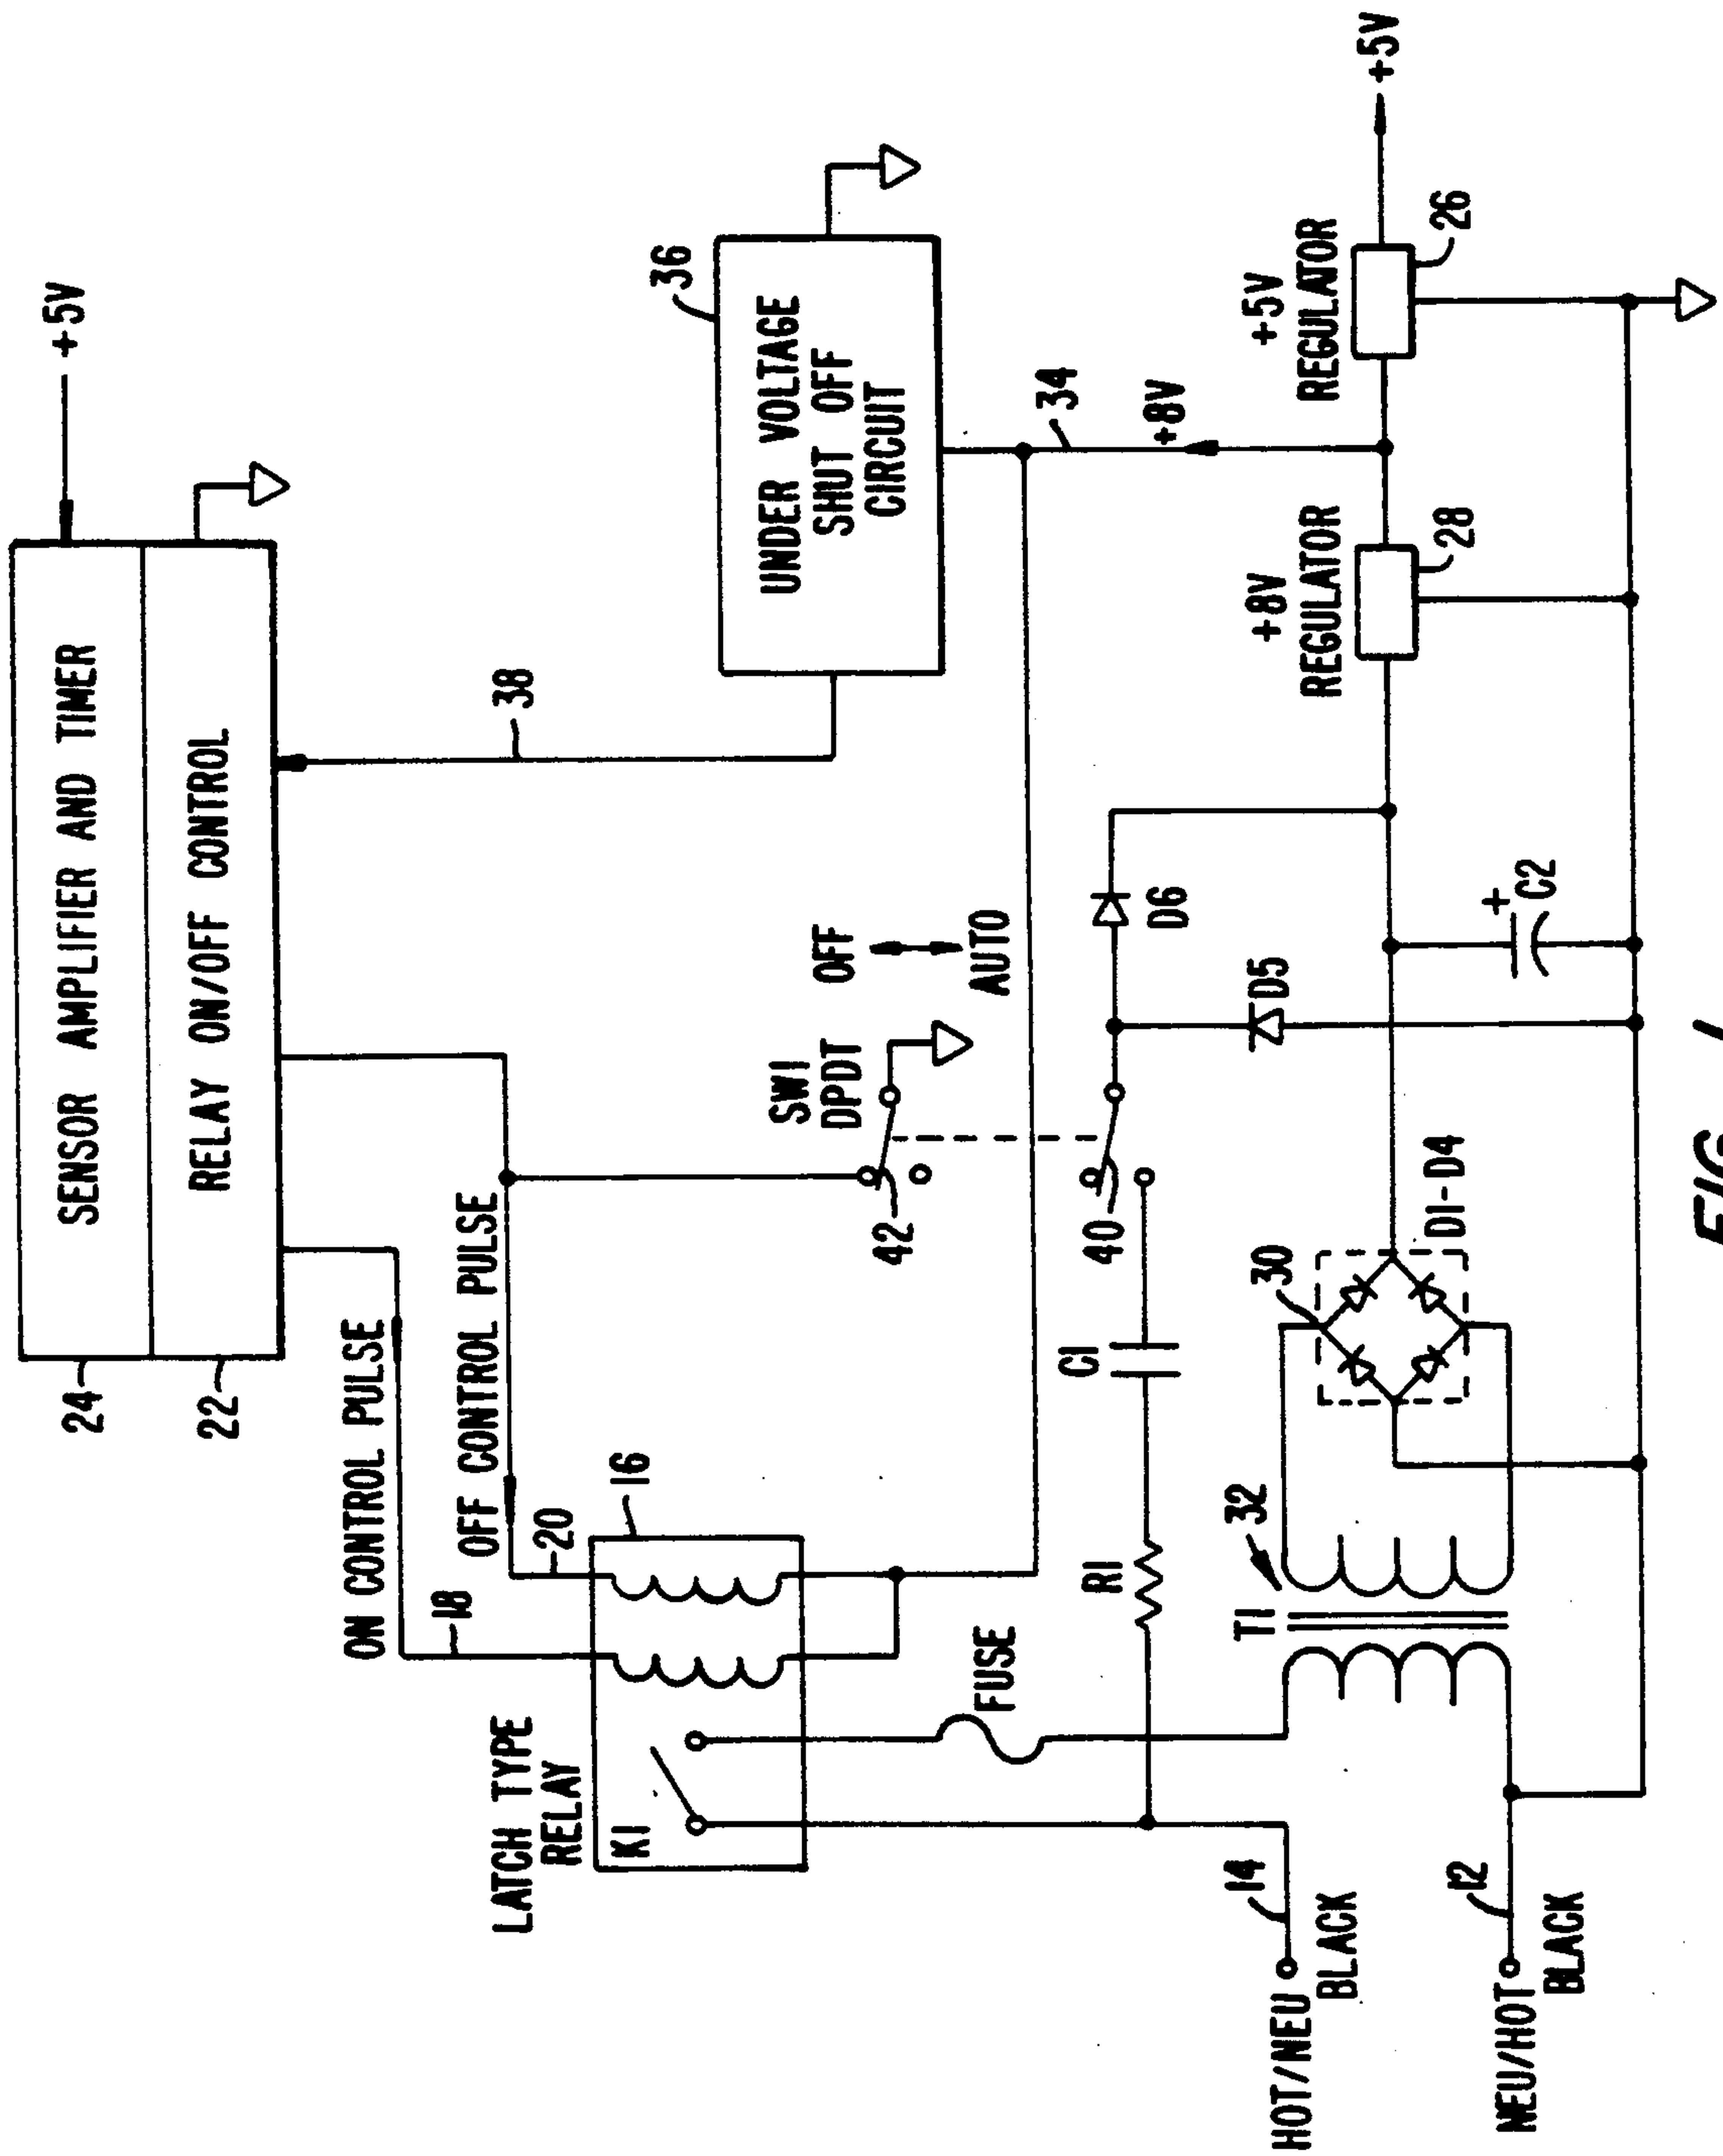 +5V
SENSOR AMPLIFIER AND TIMER
RELAY ON/OFF CONTROL
24
22
ON CONTROL PULSE
OFF CONTROL PULSE
18
20
38
36
UNDER VOLTAGE
SHUT OFF
CIRCUIT
LATCH TYPE
RELAY
K1
16
SW1
DPDT
OFF
AUTO
42
40
34
+8V
FUSE
R1
C1
D6
D5
+
C2
+8V
REGULATOR
28
+5V
REGULATOR
26
+5V
T1
32
30
D1-D4
14
HOT/NEU
BLACK
12
NEU/HOT
BLACK
FIG. 1